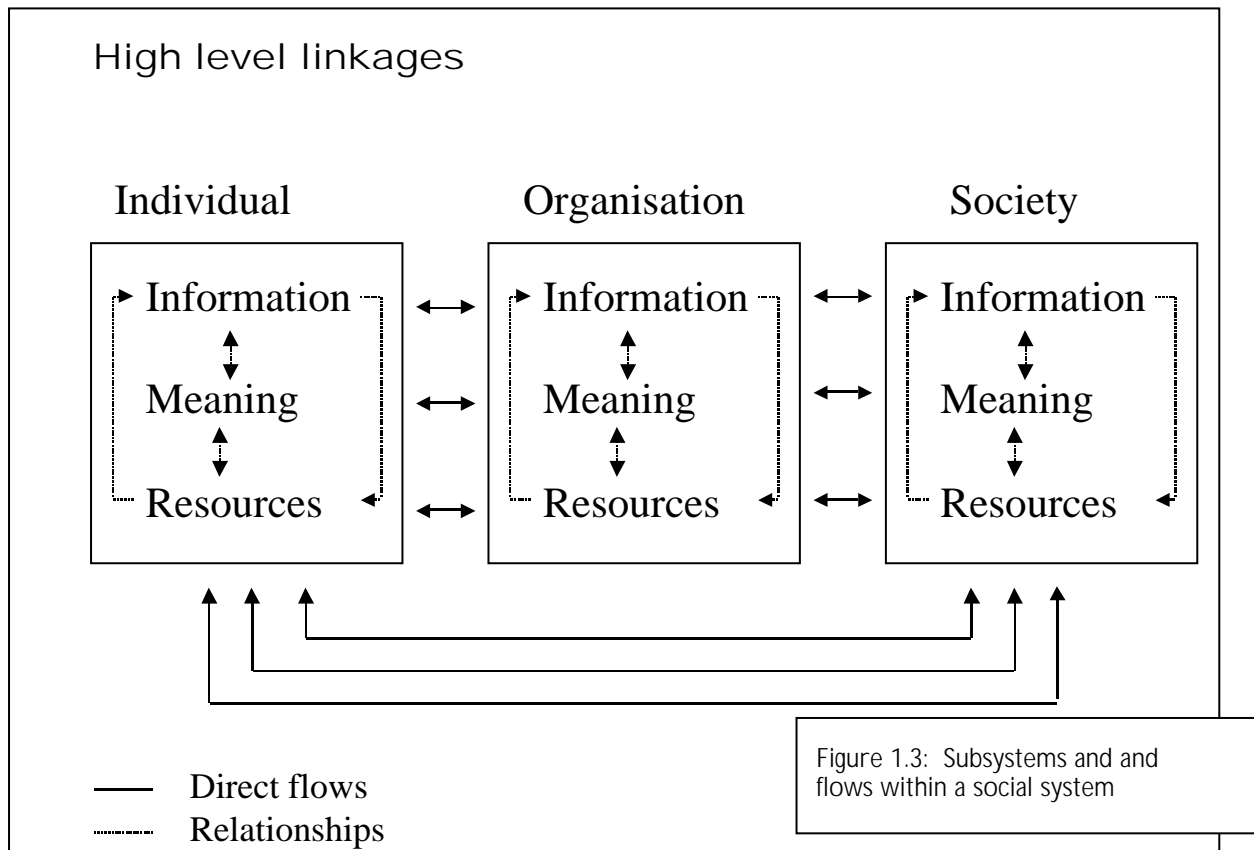 High level linkages
Individual Organisation Society
Information Information Information
Meaning Meaning Meaning
Resources Resources Resources
Figure 1.3: Subsystems and and
flows within a social system
Direct flows
Relationships